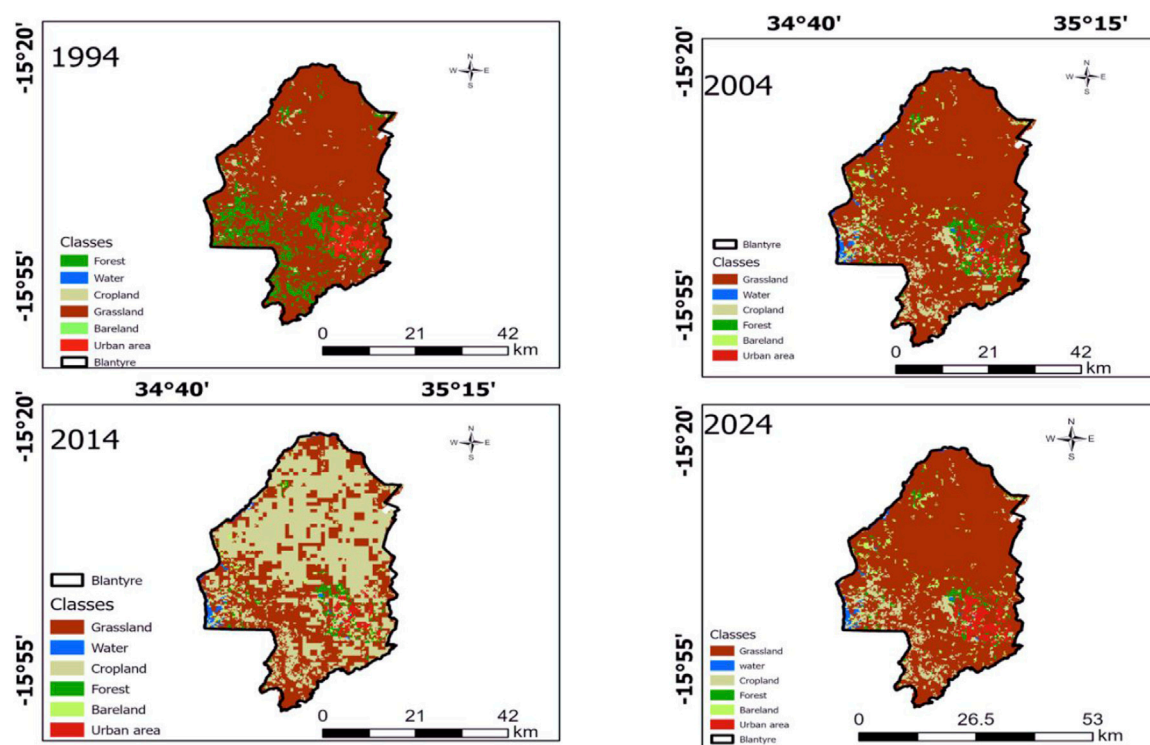 34°40' 35°15'
-15°20'
1994
N
W E
S
Classes
Forest
Water
Cropland
Grassland
Bareland
Urban area
Blantyre
-15°55'
0 21 42
km
-15°20'
2004
N
W E
S
Blantyre
Classes
Grassland
Water
Cropland
Forest
Bareland
Urban area
-15°55'
0 21 42
km
34°40' 35°15'
-15°20'
2014
N
W E
S
Blantyre
Classes
Grassland
Water
Cropland
Forest
Bareland
Urban area
-15°55'
0 21 42
km
-15°20'
2024
N
W E
S
Classes
Grassland
water
Cropland
Forest
Bareland
Urban area
Blantyre
-15°55'
0 26.5 53
km